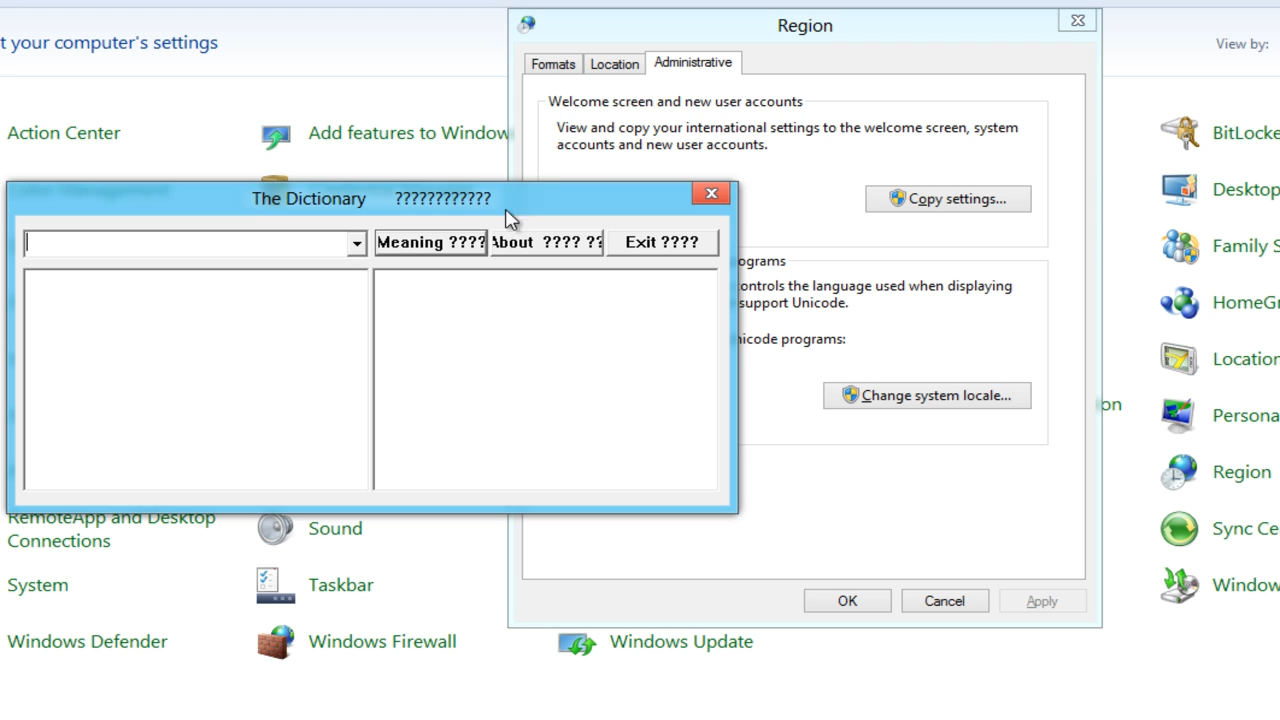 t your computer's settings
Region
View by:
Formats
Location
Administrative
Welcome screen and new user accounts
View and copy your international settings to the welcome screen, system
accounts and new user accounts.
Copy settings...
Action Center
Add features to Window
BitLocke
Desktop
Family S
HomeGr
Location
Persona
Region
Sync Ce
Window
The Dictionary ????????????
Meaning ????
About ???? ??
Exit ????
ograms
ontrols the language used when displaying
support Unicode.
nicode programs:
Change system locale...
on
RemoteApp and Desktop
Connections
Sound
System
Taskbar
OK
Cancel
Apply
Windows Defender
Windows Firewall
Windows Update